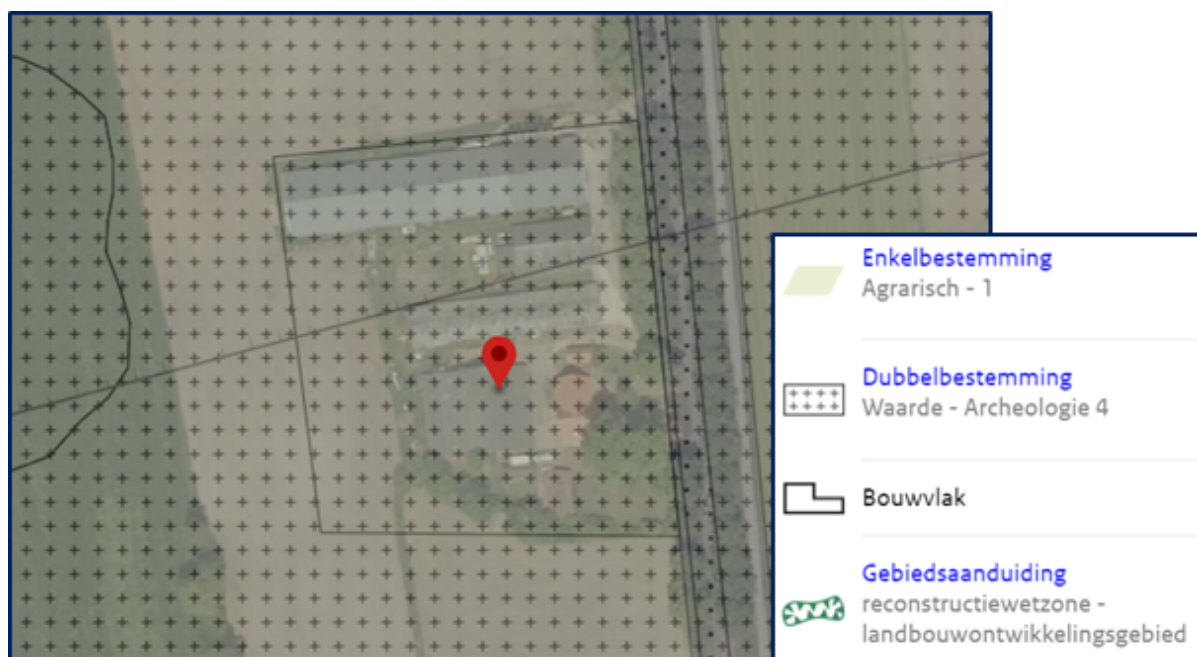 Enkelbestemming
Agrarisch - 1
Dubbelbestemming
Waarde - Archeologie 4
Bouwvlak
Gebiedsaanduiding
reconstructiewetzone -
landbouwontwikkelingsgebied